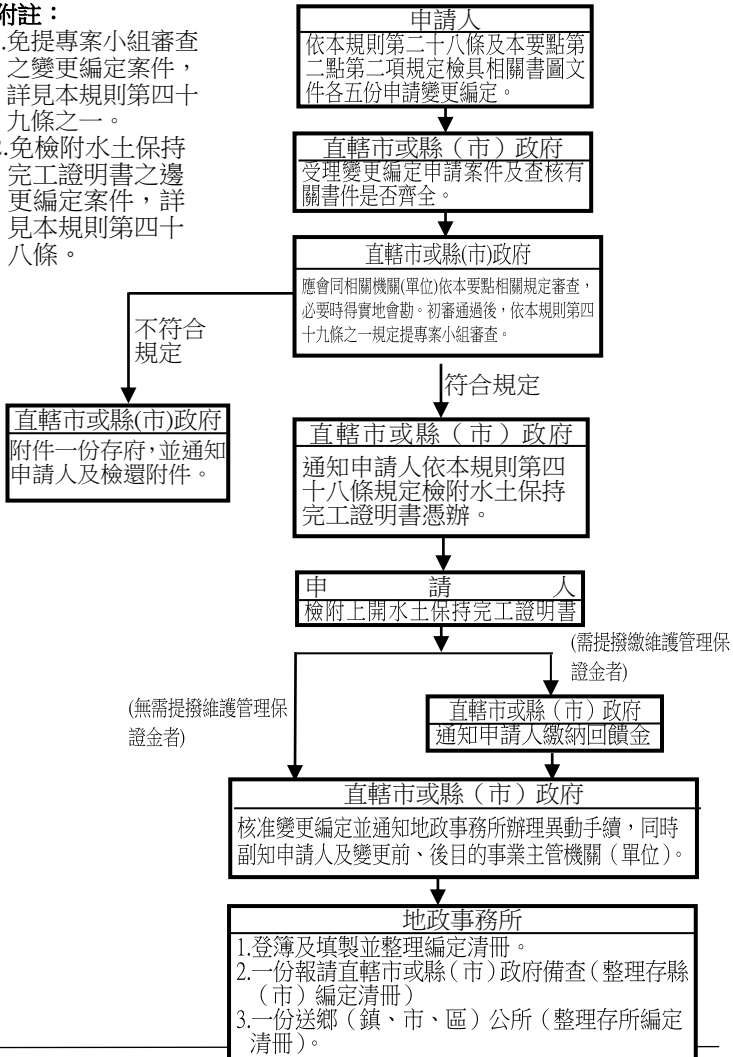 附註：
.免提專案小組審查
之變更編定案件，
詳見本規則第四十
九條之一。
.免檢附水土保持
完工證明書之邊
更編定案件，詳
見本規則第四十
八條。
申請人
依本規則第二十八條及本要點第
二點第二項規定檢具相關書圖文
件各五份申請變更編定。
直轄市或縣（市）政府
受理變更編定申請案件及查核有
關書件是否齊全。
直轄市或縣(市)政府
應會同相關機關(單位)依本要點相關規定審查，
必要時得實地會勘。初審通過後，依本規則第四
十九條之一規定提專案小組審查。
不符合
規定
符合規定
直轄市或縣(市)政府
附件一份存府，並通知
申請人及檢還附件。
直轄市或縣（市）政府
通知申請人依本規則第四
十八條規定檢附水土保持
完工證明書憑辦。
申　請　人
檢附上開水土保持完工證明書
(需提撥繳維護管理保
證金者)
(無需提撥維護管理保
證金者)
直轄市或縣（市）政府
通知申請人繳納回饋金
直轄市或縣（市）政府
核准變更編定並通知地政事務所辦理異動手續，同時
副知申請人及變更前、後目的事業主管機關（單位）。
地政事務所
1.登簿及填製並整理編定清冊。
2.一份報請直轄市或縣（市）政府備查（整理存縣
（市）編定清冊）
3.一份送鄉（鎮、市、區）公所（整理存所編定
清冊）。